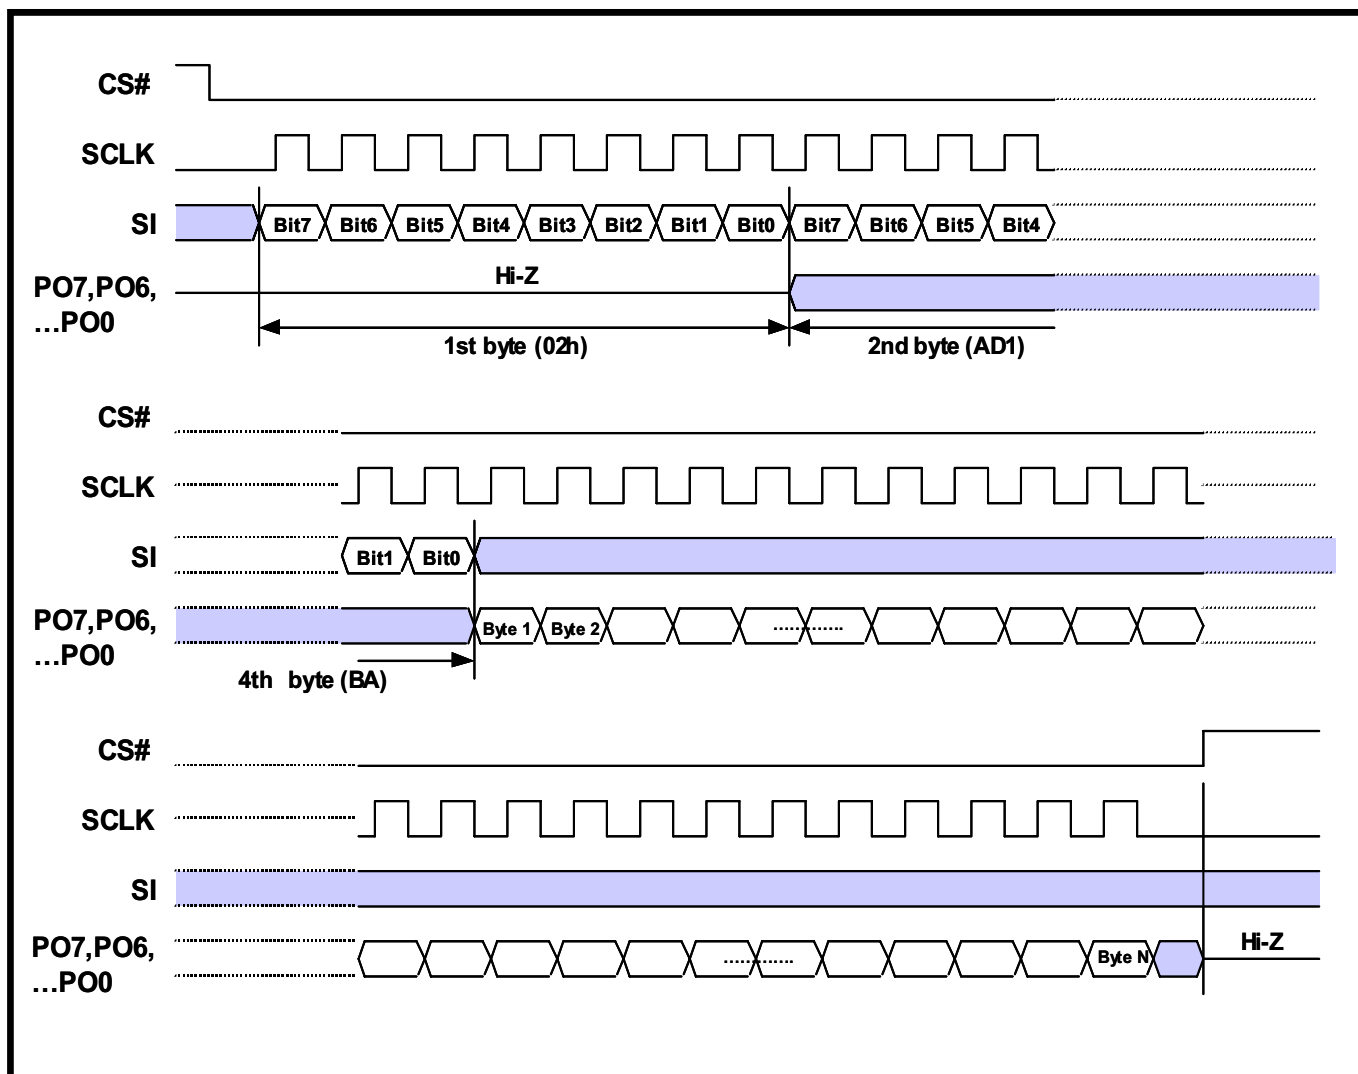 CS#
SCLK
SI
Bit7 Bit6 Bit5 Bit4 Bit3 Bit2 Bit1 Bit0 Bit7 Bit6 Bit5 Bit4
PO7,PO6,
...PO0
Hi-Z
1st byte (02h)
2nd byte (AD1)
CS#
SCLK
SI
Bit1 Bit0
PO7,PO6,
...PO0
Byte 1 Byte 2 .............
4th byte (BA)
CS#
SCLK
SI
PO7,PO6,
...PO0
............. Byte N
Hi-Z